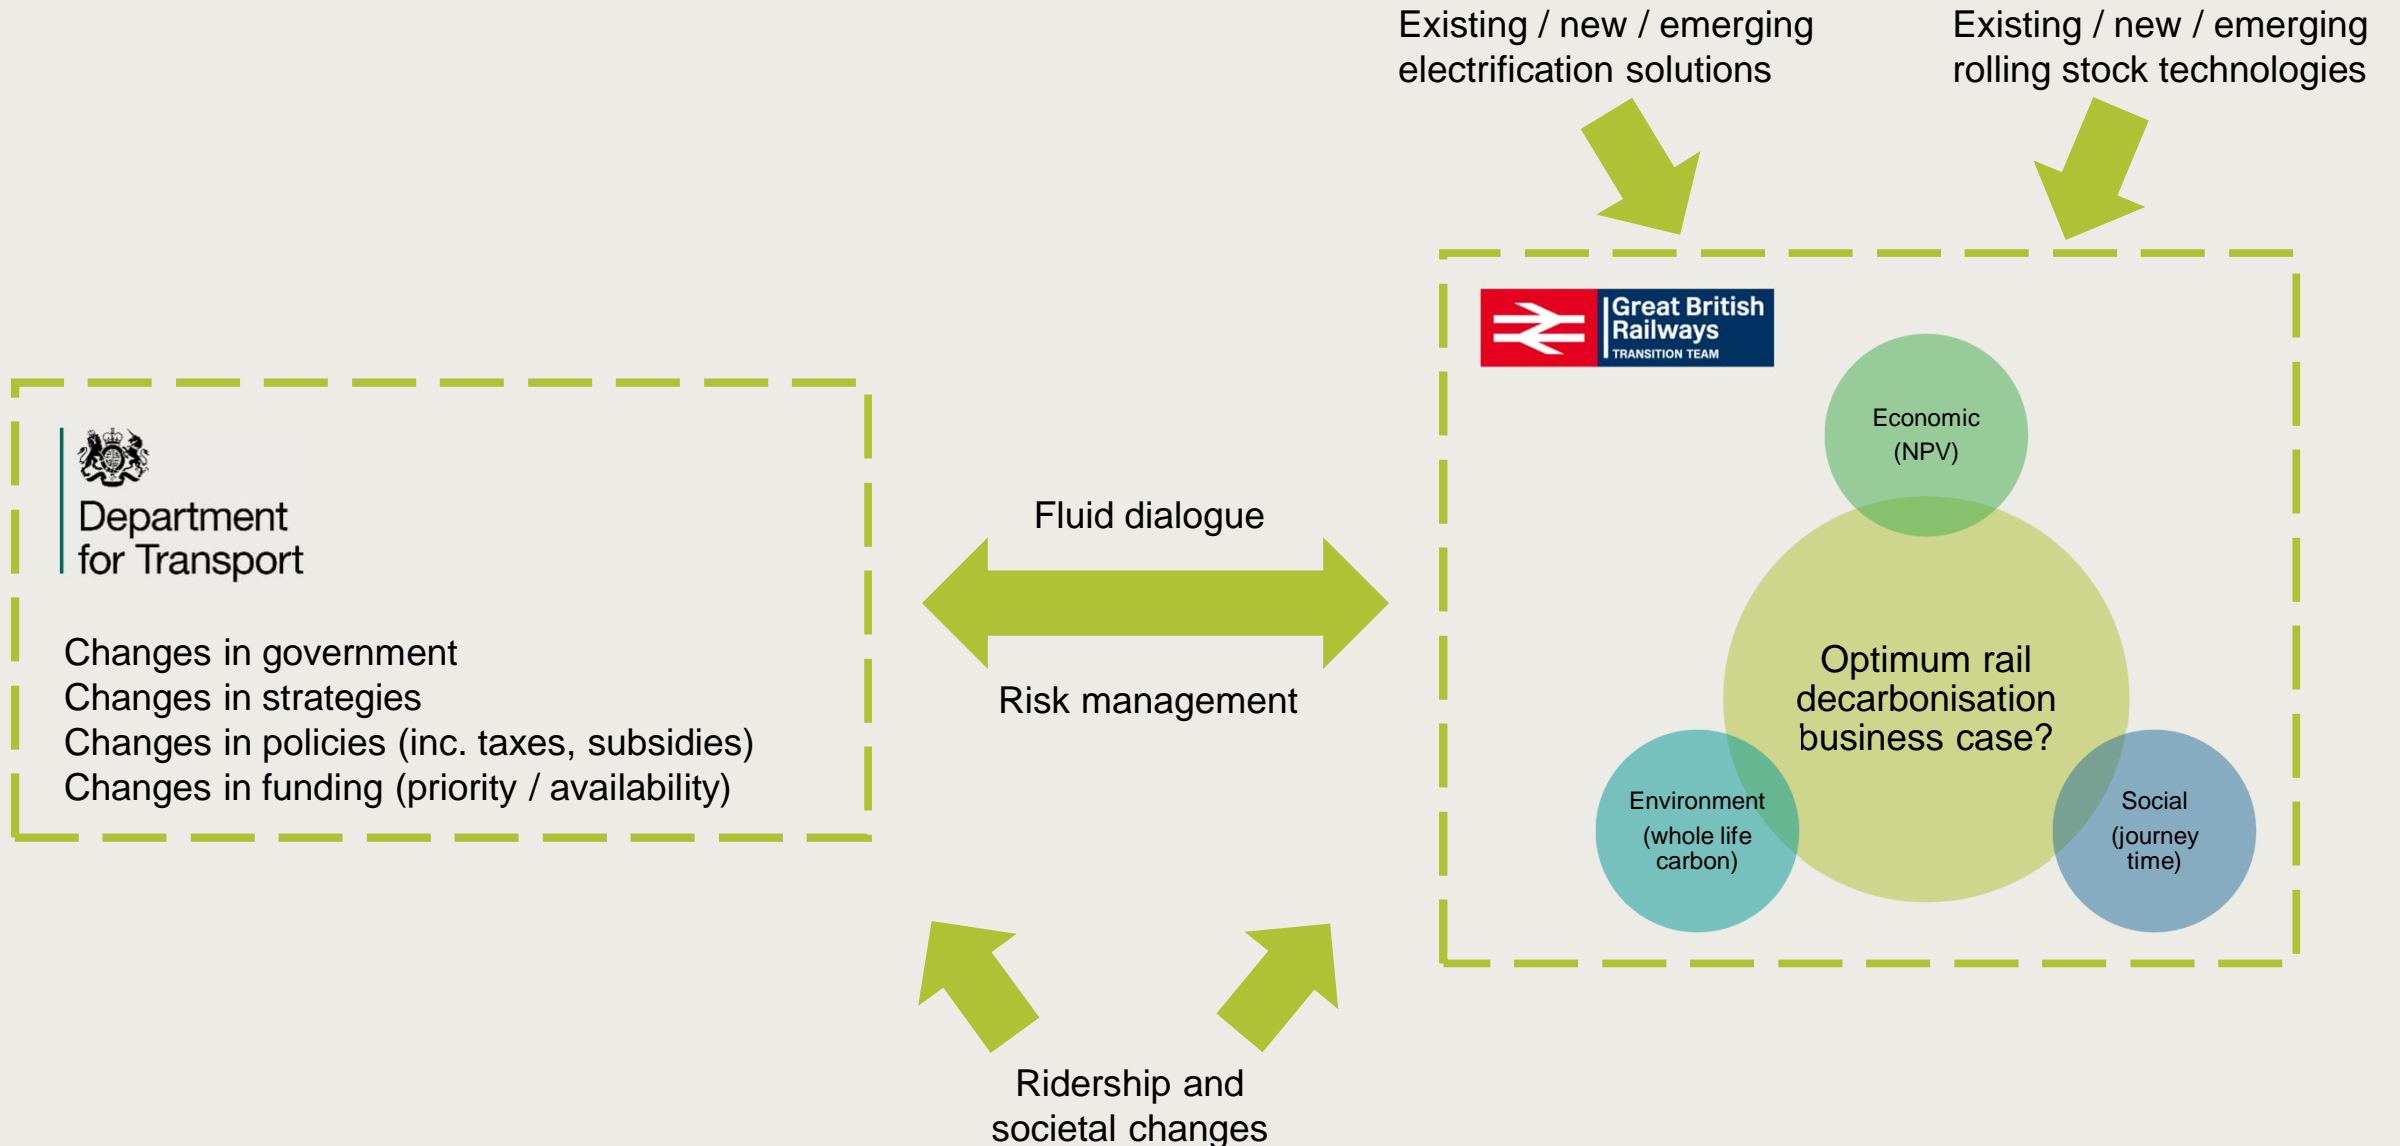 Existing / new / emerging
electrification solutions
Existing / new / emerging
rolling stock technologies
Department
for Transport
Changes in government
Changes in strategies
Changes in policies (inc. taxes, subsidies)
Changes in funding (priority / availability)
Fluid dialogue
Risk management
Great British
Railways
TRANSITION TEAM
Economic
(NPV)
Optimum rail
decarbonisation
business case?
Environment
(whole life
carbon)
Social
(journey
time)
Ridership and
societal changes